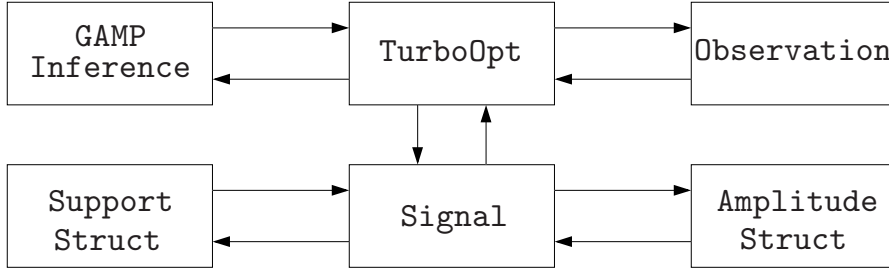 GAMP
Inference
TurboOpt
Observation
Support
Struct
Signal
Amplitude
Struct